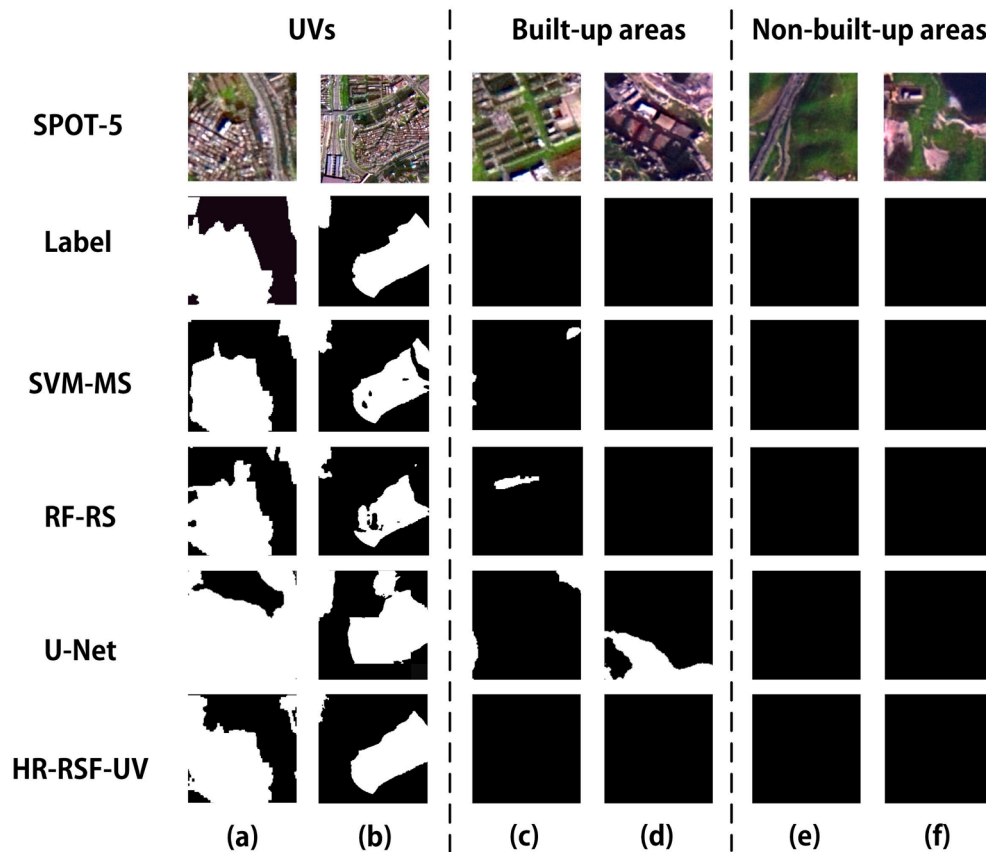 UVs Built-up areas Non-built-up areas
SPOT-5
Label
SVM-MS
RF-RS
U-Net
HR-RSF-UV
(a) (b) (c) (d) (e) (f)